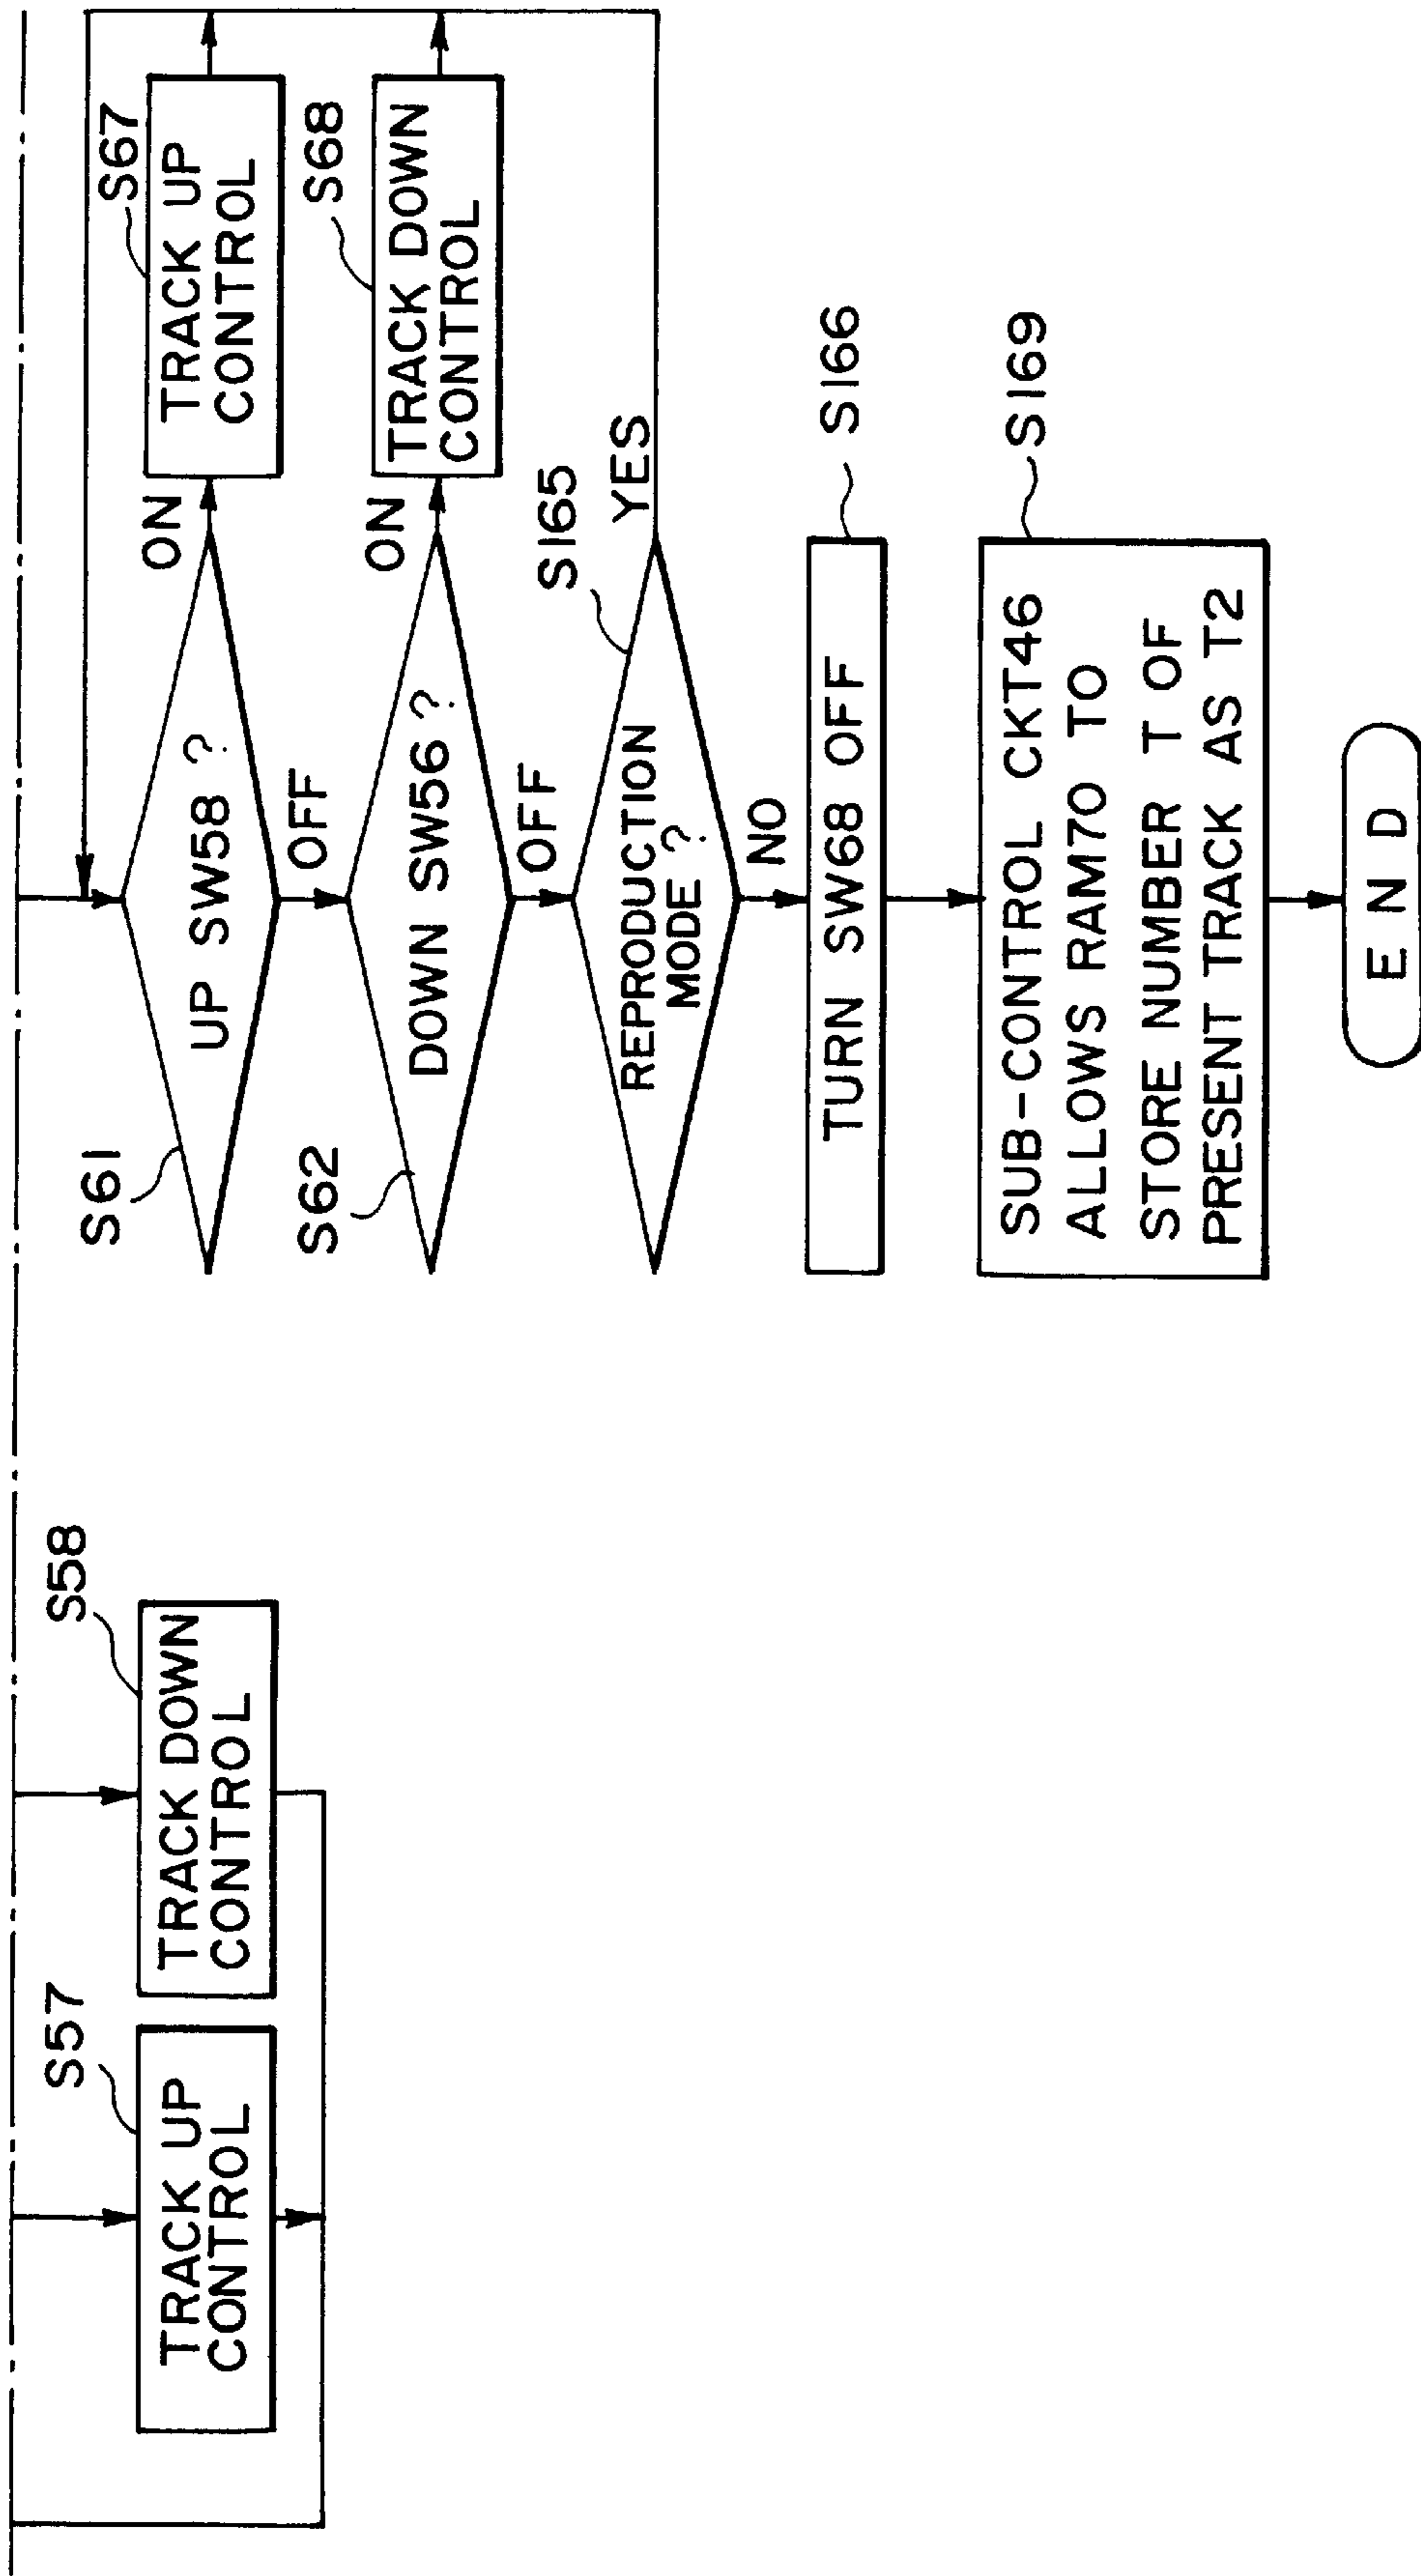 S57
TRACK UP
CONTROL
S58
TRACK DOWN
CONTROL
S61
UP SW58 ?
ON
S67
TRACK UP
CONTROL
OFF
S62
DOWN SW56 ?
ON
S68
TRACK DOWN
CONTROL
OFF
S165
REPRODUCTION
MODE ?
YES
NO
S166
TURN SW68 OFF
S169
SUB-CONTROL CKT46
ALLOWS RAM70 TO
STORE NUMBER T OF
PRESENT TRACK AS T2
END